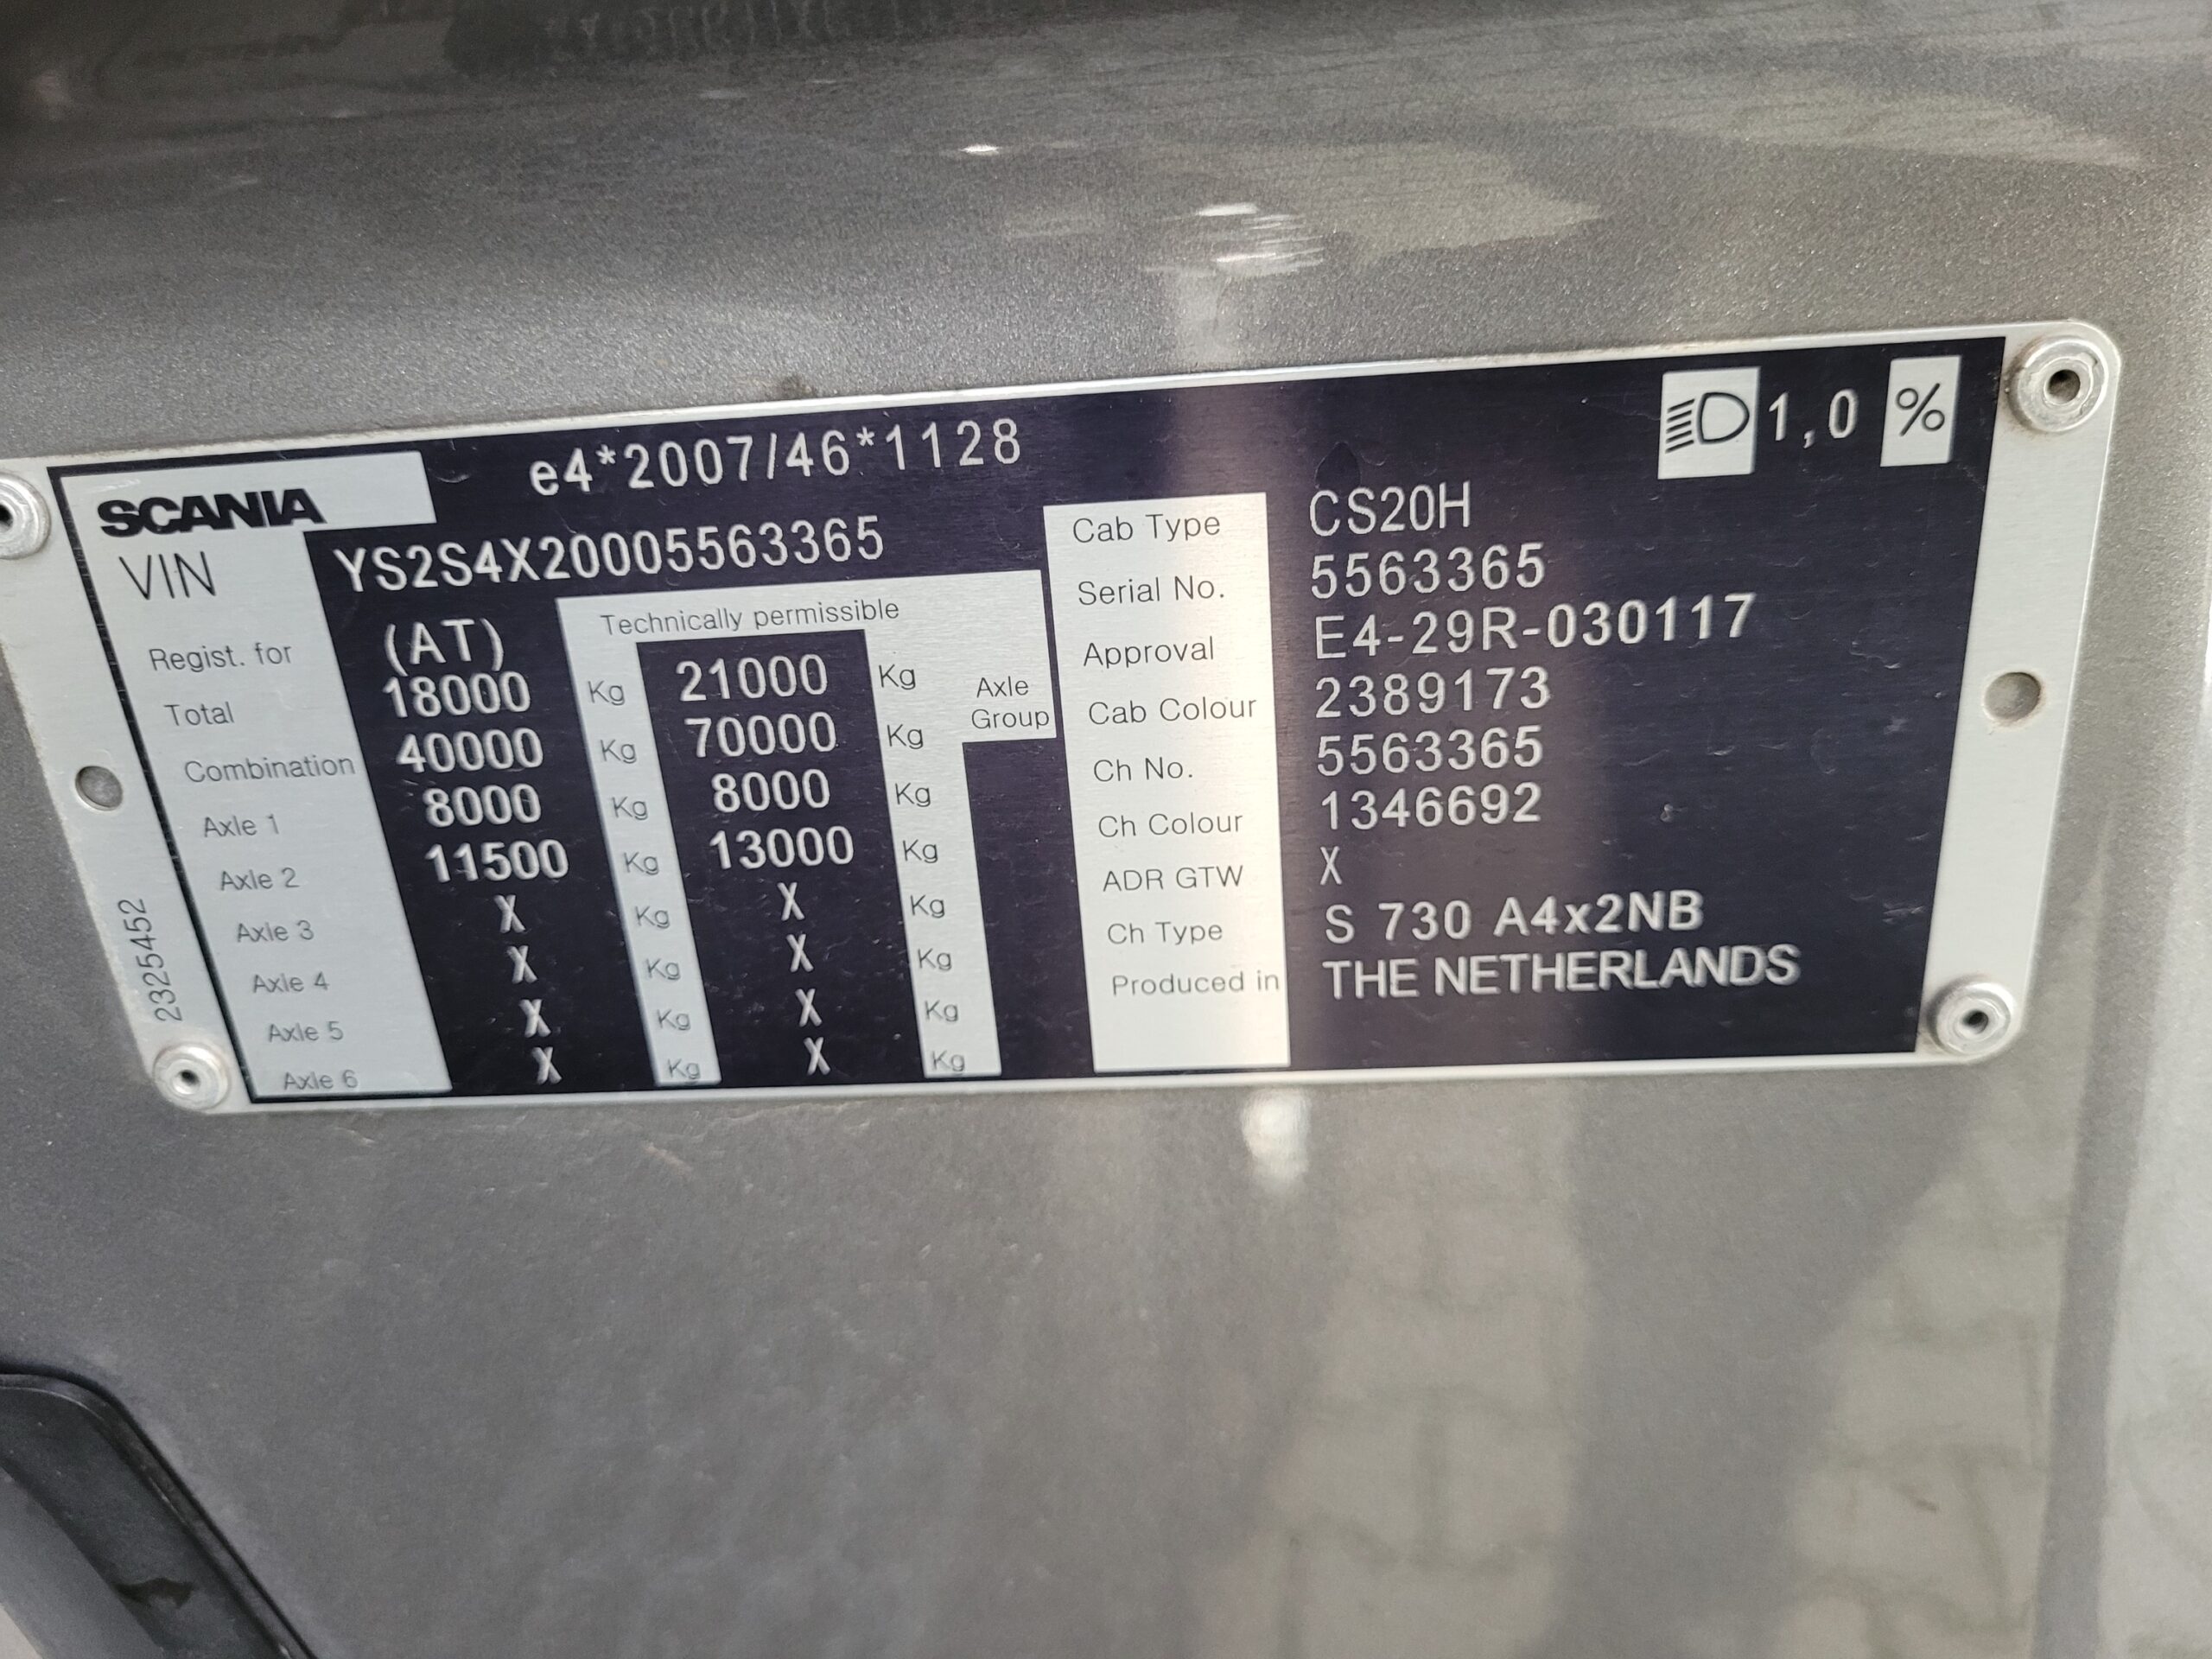 e4*2007/46*1128
1,0 %
SCANIA
VIN YS2S4X20005563365
Regist. for (AT) Technically permissible
Total 18000 Kg 21000 Kg
Combination 40000 Kg 70000 Kg
Axle 1 8000 Kg 8000 Kg
Axle 2 11500 Kg 13000 Kg
Axle 3 X Kg X Kg
Axle 4 X Kg X Kg
Axle 5 X Kg X Kg
Axle 6 X Kg X Kg
Axle
Group
Cab Type CS20H
Serial No. 5563365
Approval E4-29R-030117
Cab Colour 2389173
Ch No. 5563365
Ch Colour 1346692
ADR GTW X
Ch Type S 730 A4x2NB
Produced in THE NETHERLANDS
2325452